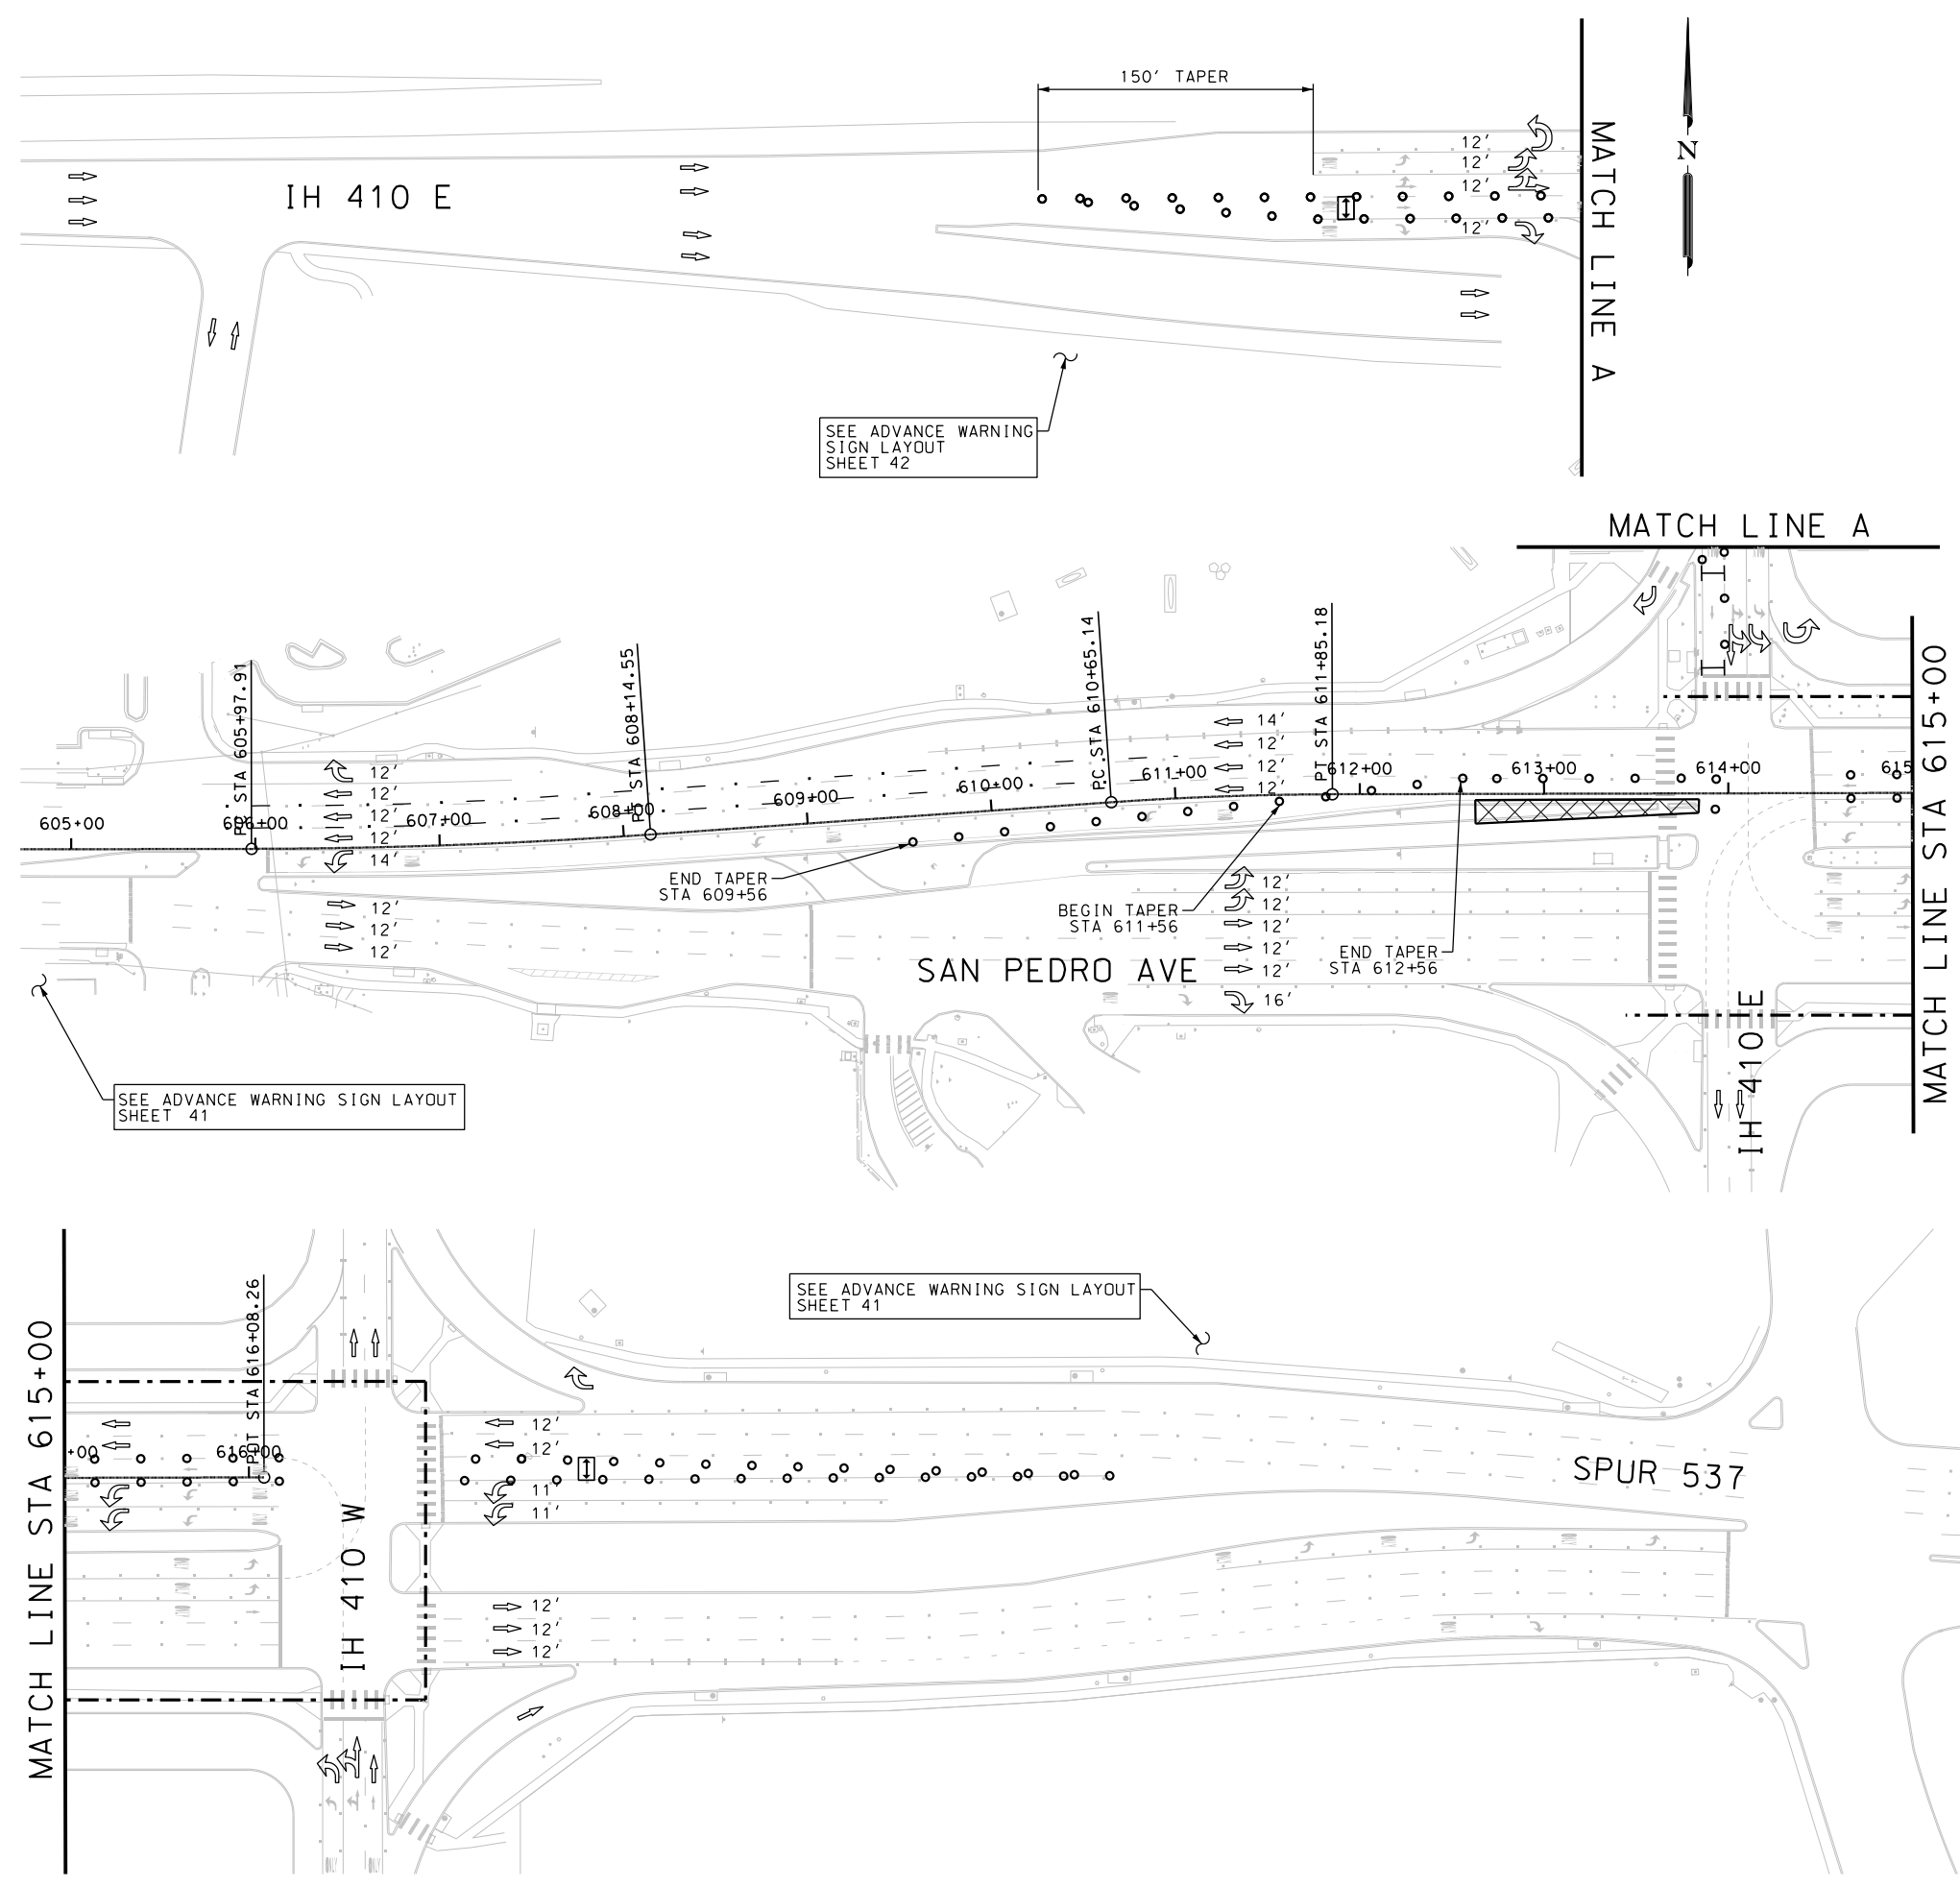 150' TAPER
12'
12'
12'
12'
IH 410 E
N
MATCH LINE A
SEE ADVANCE WARNING
SIGN LAYOUT
SHEET 42
MATCH LINE A
POT STA 605+97.91
STA 608+14.55
P.C. STA 610+65.14
PT STA 611+85.18
14'
12'
12'
12'
12'
12'
12'
12'
14'
605+00
606+00
607+00
608+00
609+00
610+00
611+00
612+00
613+00
614+00
615
END TAPER
STA 609+56
BEGIN TAPER
STA 611+56
END TAPER
STA 612+56
12'
12'
12'
12'
12'
12'
12'
12'
16'
SAN PEDRO AVE
IH 410 E
MATCH LINE STA 615+00
SEE ADVANCE WARNING SIGN LAYOUT
SHEET 41
SEE ADVANCE WARNING SIGN LAYOUT
SHEET 41
MATCH LINE STA 615+00
POT STA 616+08.26
+00
616+00
12'
12'
11'
11'
SPUR 537
IH 410 W
12'
12'
12'